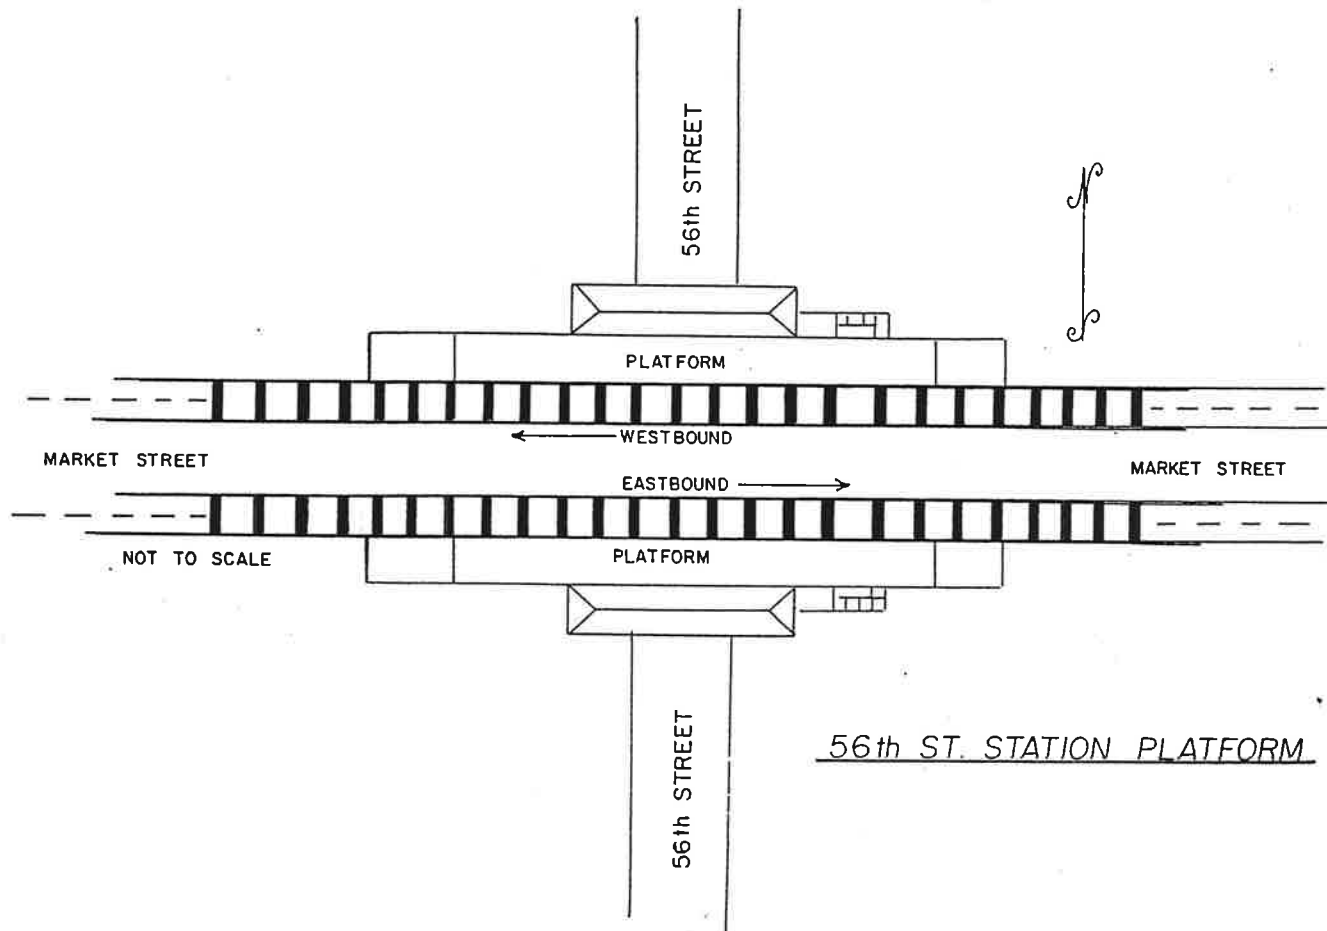 56th STREET
N
S
PLATFORM
WESTBOUND
MARKET STREET
MARKET STREET
EASTBOUND
NOT TO SCALE
PLATFORM
56th STREET
56th ST. STATION PLATFORM